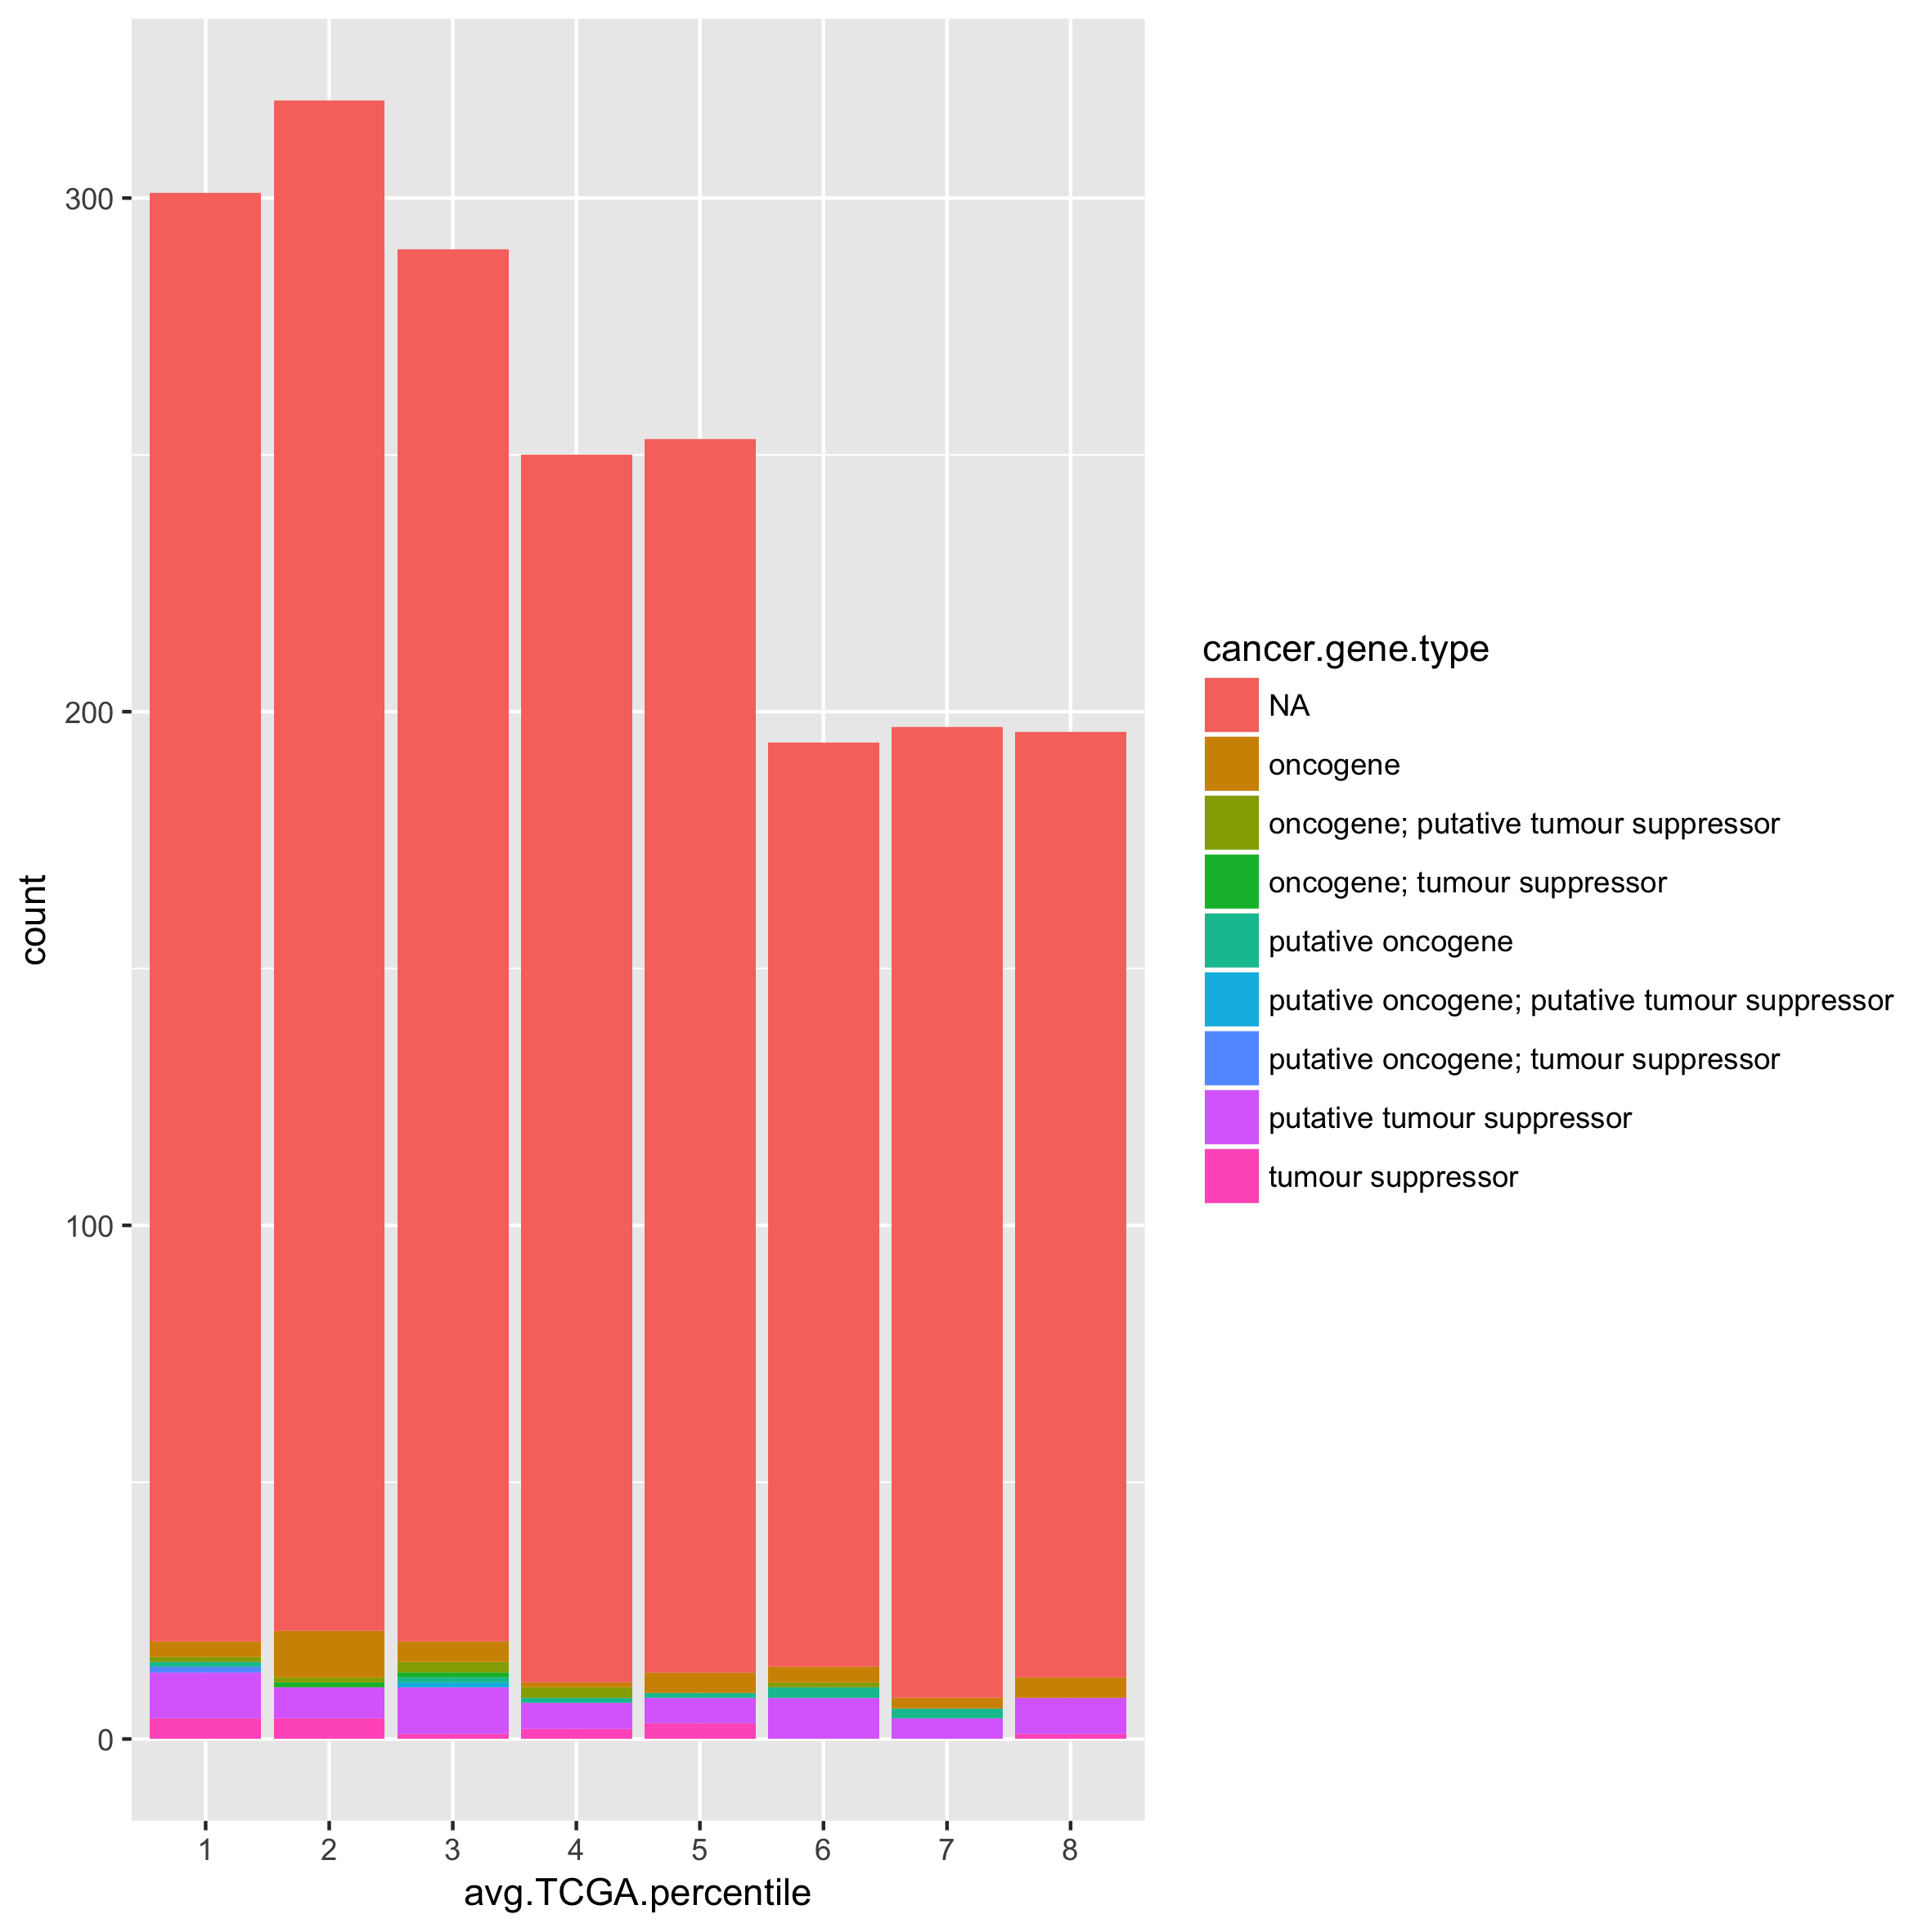 300
200
100
0
count
1 2 3 4 5 6 7 8
avg.TCGA.percentile
cancer.gene.type
NA
oncogene
oncogene; putative tumour suppressor
oncogene; tumour suppressor
putative oncogene
putative oncogene; putative tumour suppressor
putative oncogene; tumour suppressor
putative tumour suppressor
tumour suppressor